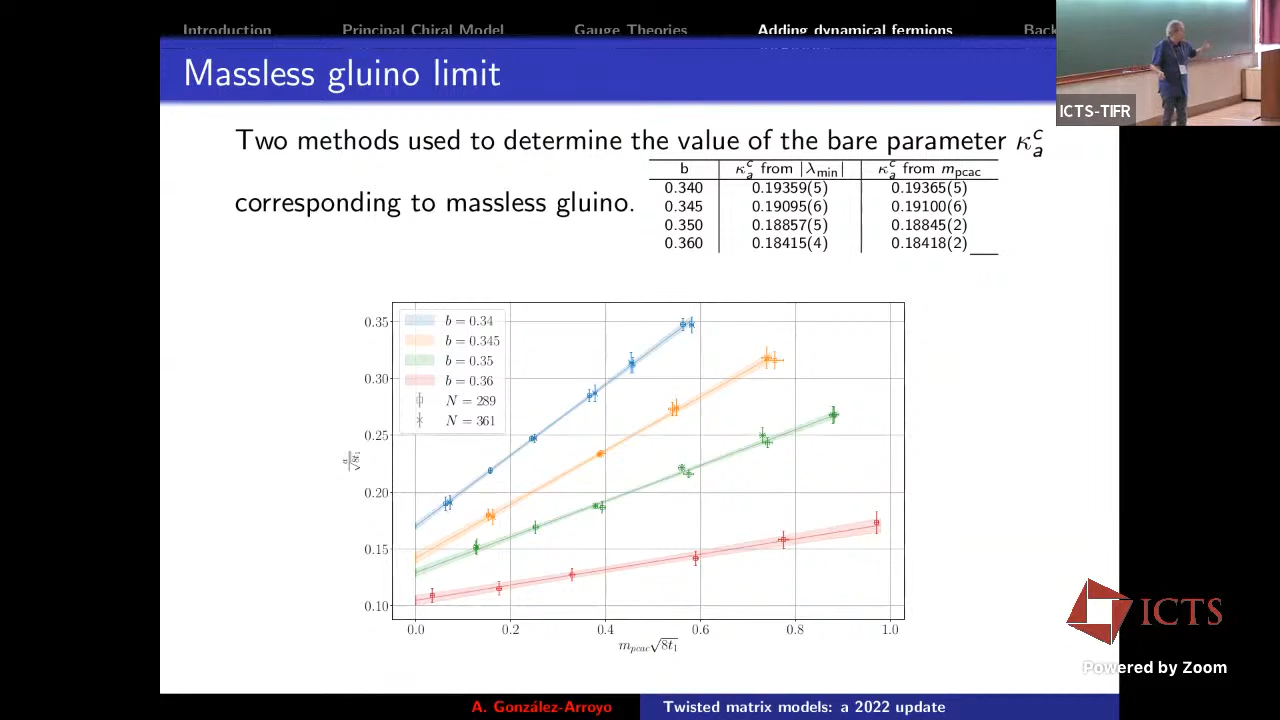 Introduction Principal Chiral Model Gauge Theories Adding dynamical fermions Back
Massless gluino limit
ICTS-TIFR
Two methods used to determine the value of the bare parameter κ_a^c
corresponding to massless gluino.
b κ_a^c from |λ_min| κ_a^c from m_pcac
0.340 0.19359(5) 0.19365(5)
0.345 0.19095(6) 0.19100(6)
0.350 0.18857(5) 0.18845(2)
0.360 0.18415(4) 0.18418(2)
b = 0.34
b = 0.345
b = 0.35
b = 0.36
N = 289
N = 361
0.35
0.30
0.25
0.20
0.15
0.10
a/√8t₁
0.0 0.2 0.4 0.6 0.8 1.0
m_pcac√8t₁
ICTS
Powered by Zoom
A. González-Arroyo Twisted matrix models: a 2022 update